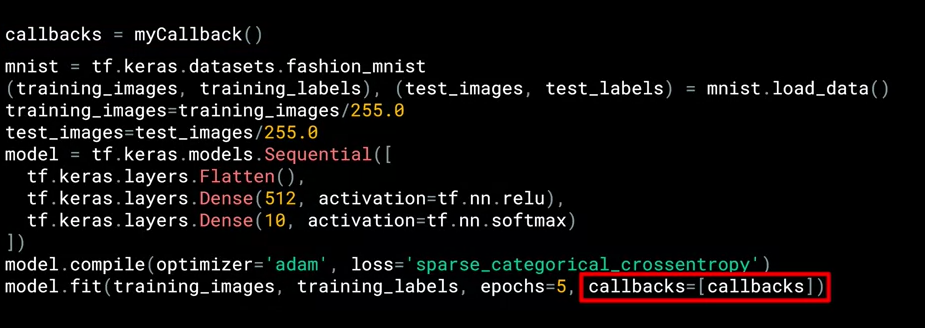 callbacks = myCallback()
mnist = tf.keras.datasets.fashion_mnist
(training_images, training_labels), (test_images, test_labels) = mnist.load_data()
training_images=training_images/255.0
test_images=test_images/255.0
model = tf.keras.models.Sequential([
  tf.keras.layers.Flatten(),
  tf.keras.layers.Dense(512, activation=tf.nn.relu),
  tf.keras.layers.Dense(10, activation=tf.nn.softmax)
])
model.compile(optimizer='adam', loss='sparse_categorical_crossentropy')
model.fit(training_images, training_labels, epochs=5, callbacks=[callbacks])